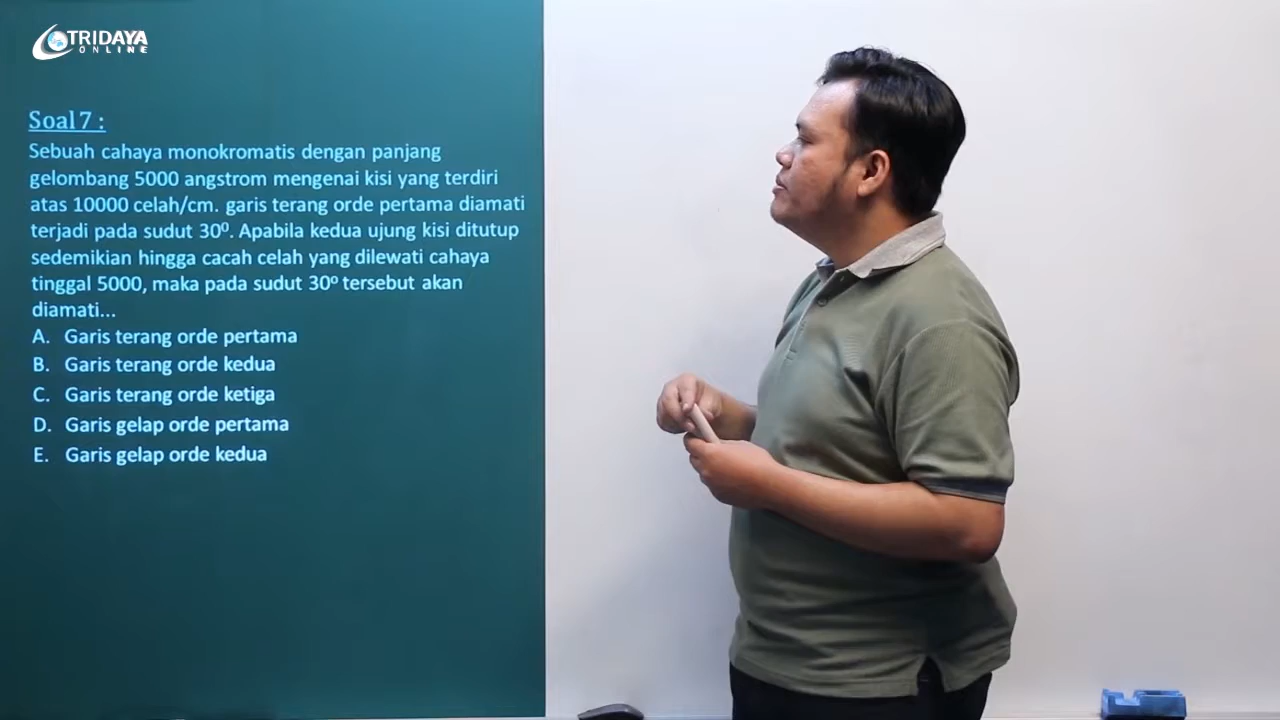 TRIDAYA
ONLINE
Soal 7 :
Sebuah cahaya monokromatis dengan panjang
gelombang 5000 angstrom mengenai kisi yang terdiri
atas 10000 celah/cm. garis terang orde pertama diamati
terjadi pada sudut 30⁰. Apabila kedua ujung kisi ditutup
sedemikian hingga cacah celah yang dilewati cahaya
tinggal 5000, maka pada sudut 30º tersebut akan
diamati...
A. Garis terang orde pertama
B. Garis terang orde kedua
C. Garis terang orde ketiga
D. Garis gelap orde pertama
E. Garis gelap orde kedua